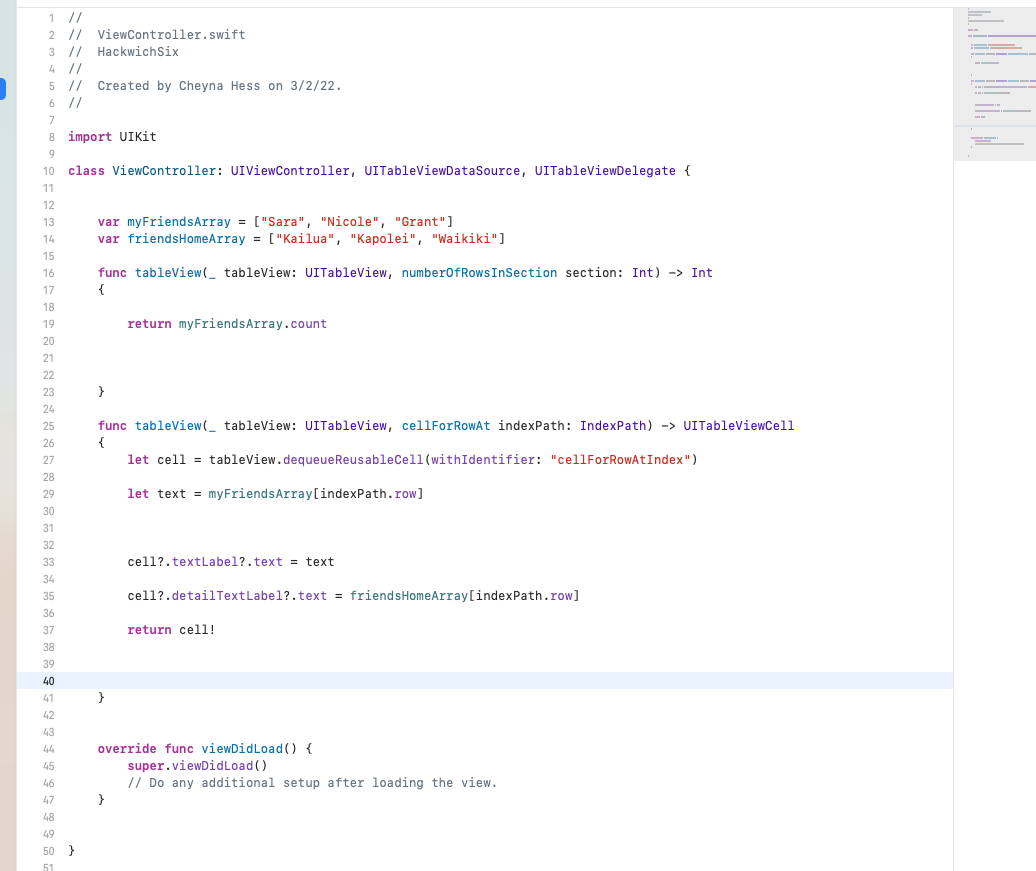 1 //
2 //  ViewController.swift
3 //  HackwichSix
4 //
5 //  Created by Cheyna Hess on 3/2/22.
6 //
7
8 import UIKit
9
10 class ViewController: UIViewController, UITableViewDataSource, UITableViewDelegate {
11
12
13     var myFriendsArray = ["Sara", "Nicole", "Grant"]
14     var friendsHomeArray = ["Kailua", "Kapolei", "Waikiki"]
15
16     func tableView(_ tableView: UITableView, numberOfRowsInSection section: Int) -> Int
17     {
18
19         return myFriendsArray.count
20
21
22
23     }
24
25     func tableView(_ tableView: UITableView, cellForRowAt indexPath: IndexPath) -> UITableViewCell
26     {
27         let cell = tableView.dequeueReusableCell(withIdentifier: "cellForRowAtIndex")
28
29         let text = myFriendsArray[indexPath.row]
30
31
32
33         cell?.textLabel?.text = text
34
35         cell?.detailTextLabel?.text = friendsHomeArray[indexPath.row]
36
37         return cell!
38
39
40
41     }
42
43
44     override func viewDidLoad() {
45         super.viewDidLoad()
46         // Do any additional setup after loading the view.
47     }
48
49
50 }
51